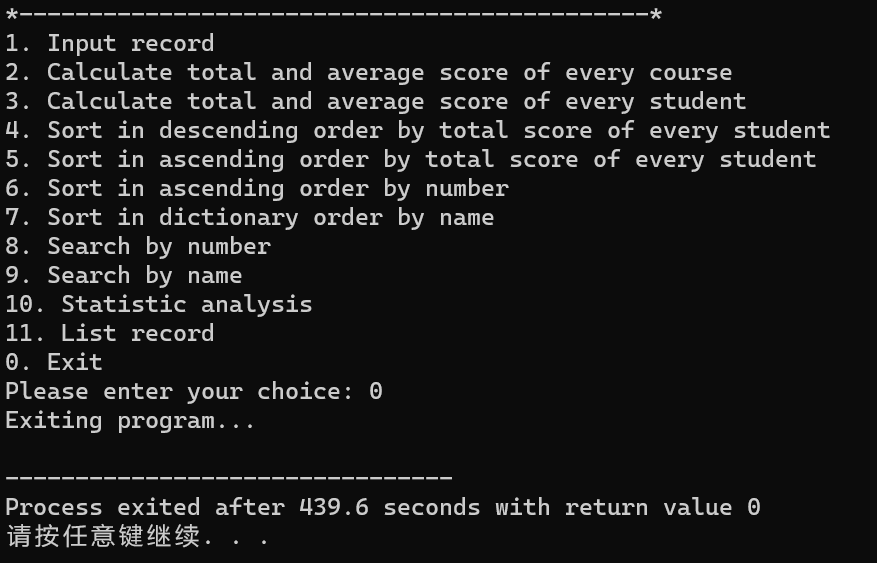 *---------------------------------------------*
1. Input record
2. Calculate total and average score of every course
3. Calculate total and average score of every student
4. Sort in descending order by total score of every student
5. Sort in ascending order by total score of every student
6. Sort in ascending order by number
7. Sort in dictionary order by name
8. Search by number
9. Search by name
10. Statistic analysis
11. List record
0. Exit
Please enter your choice: 0
Exiting program...
--------------------------------
Process exited after 439.6 seconds with return value 0
请按任意键继续. . .